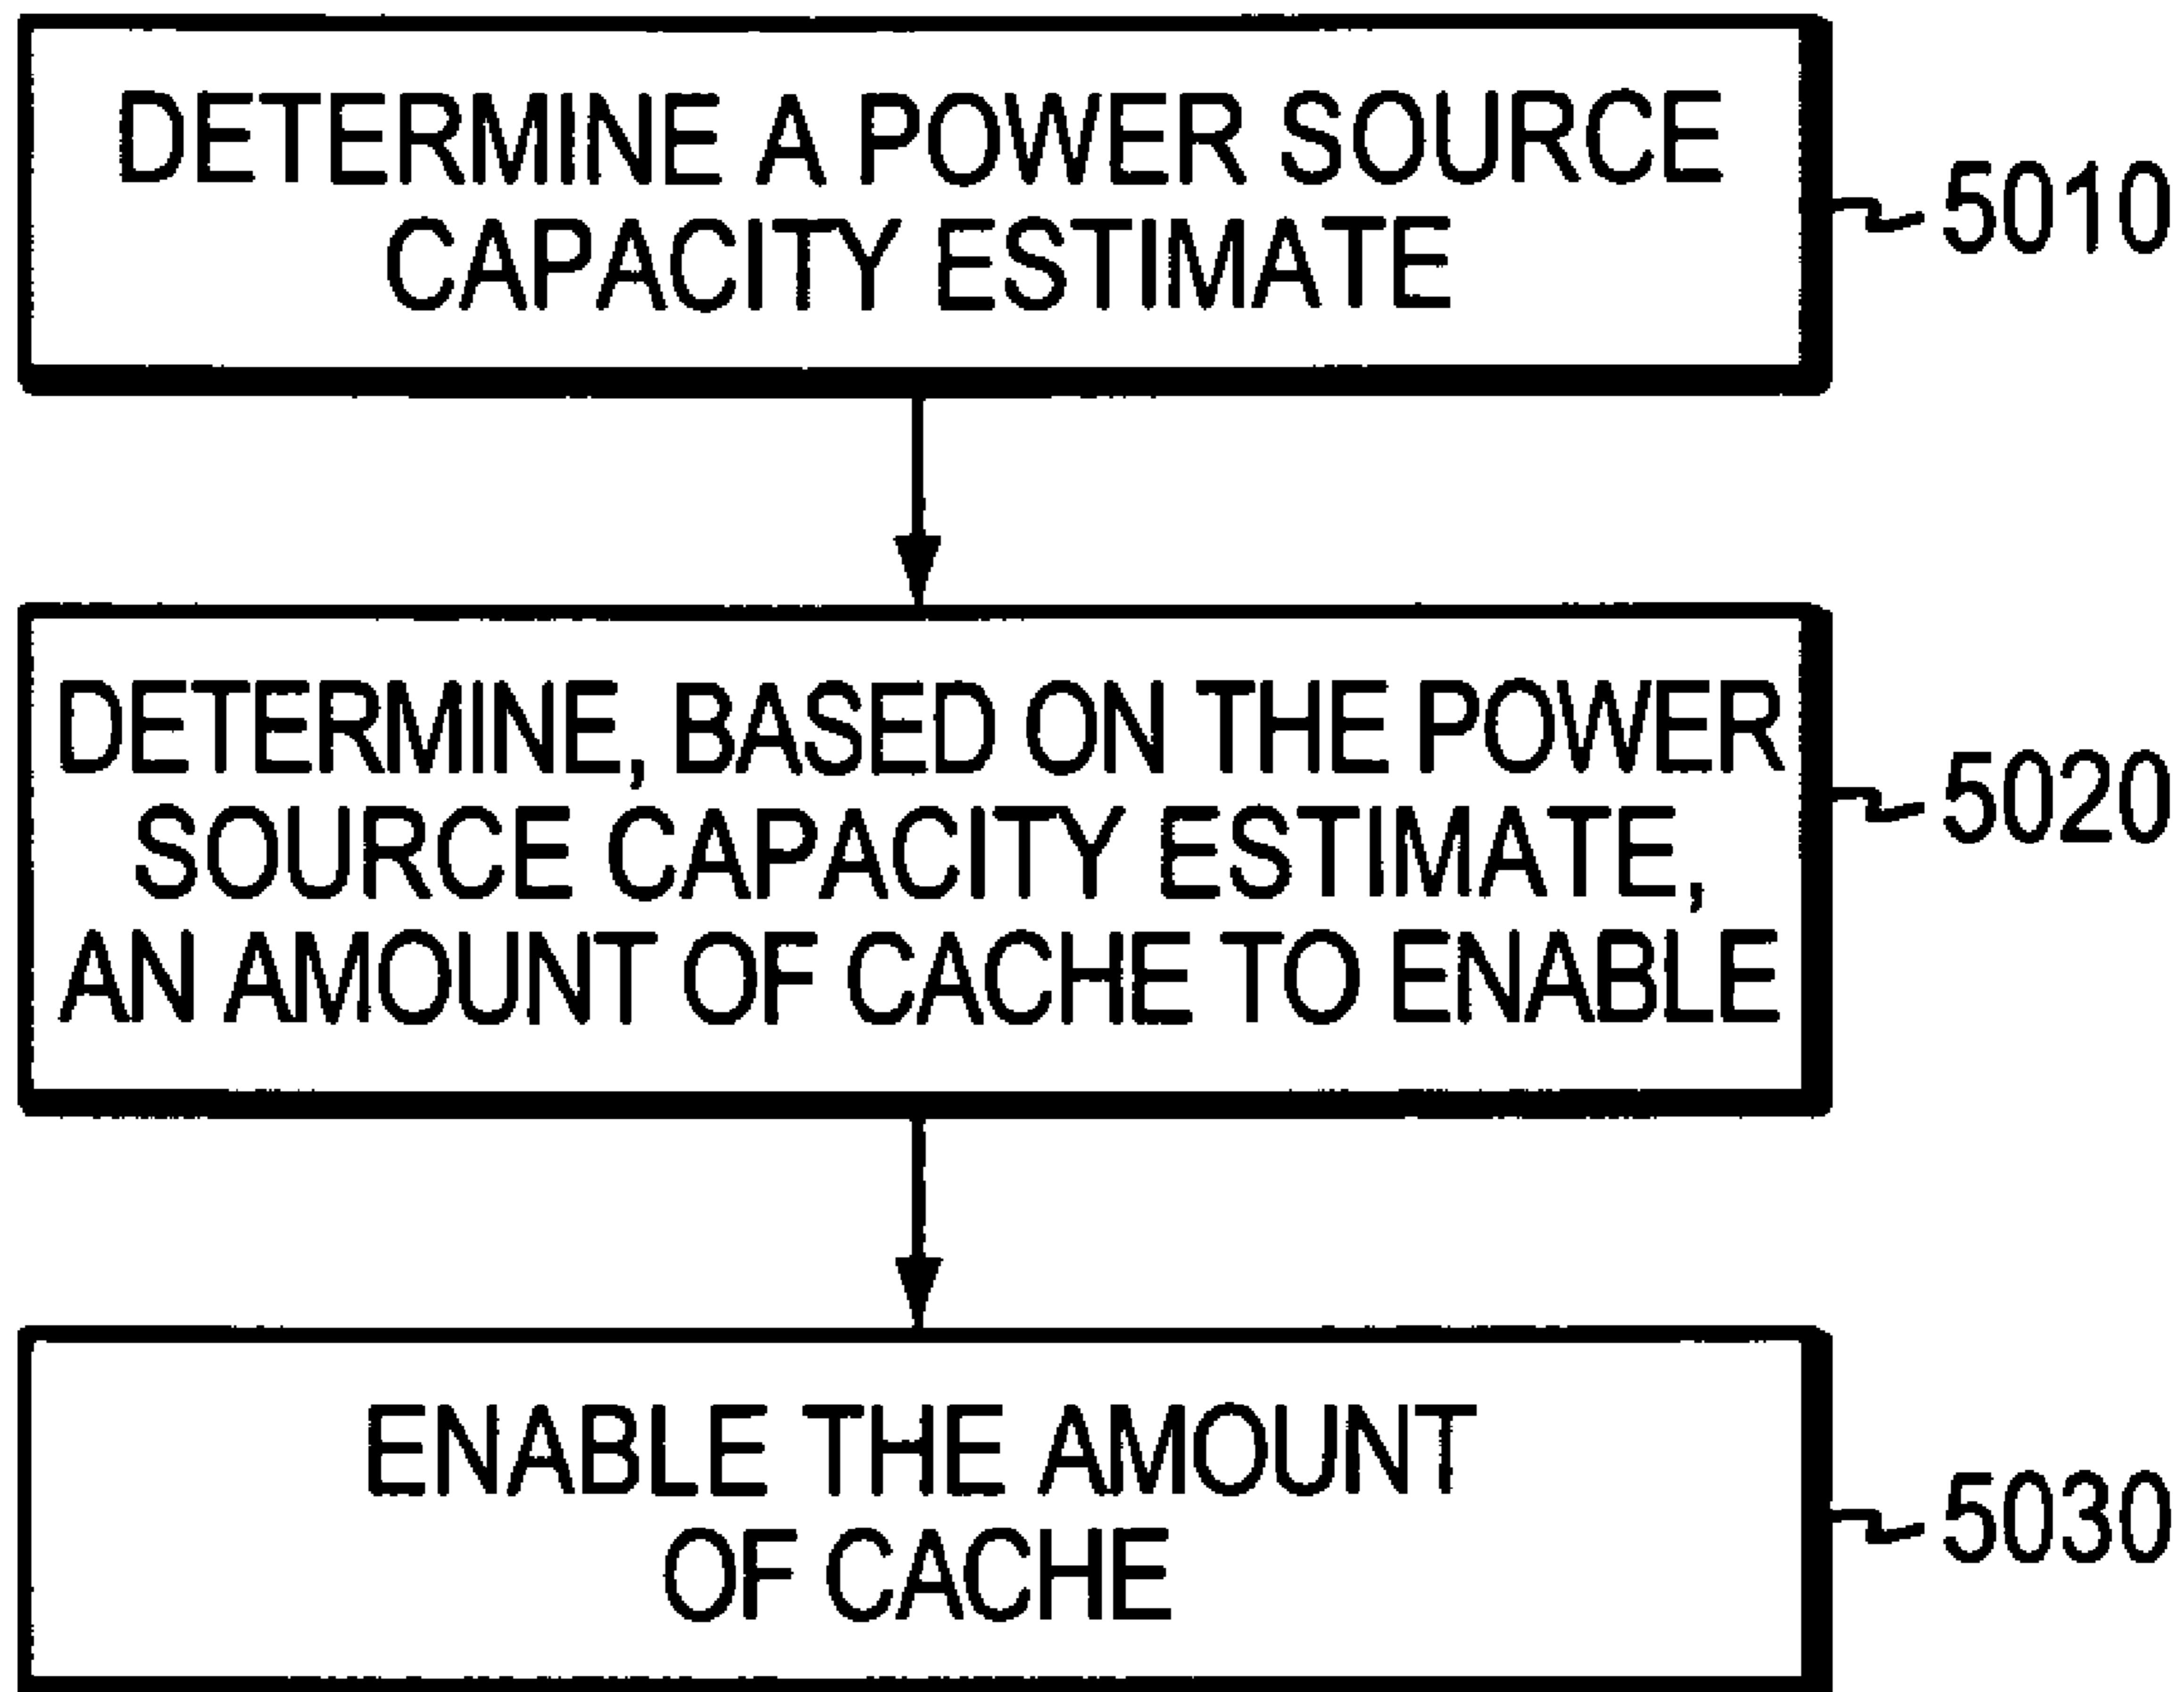 DETERMINE A POWER SOURCE
CAPACITY ESTIMATE
5010
DETERMINE, BASED ON THE POWER
SOURCE CAPACITY ESTIMATE,
AN AMOUNT OF CACHE TO ENABLE
5020
ENABLE THE AMOUNT
OF CACHE
5030